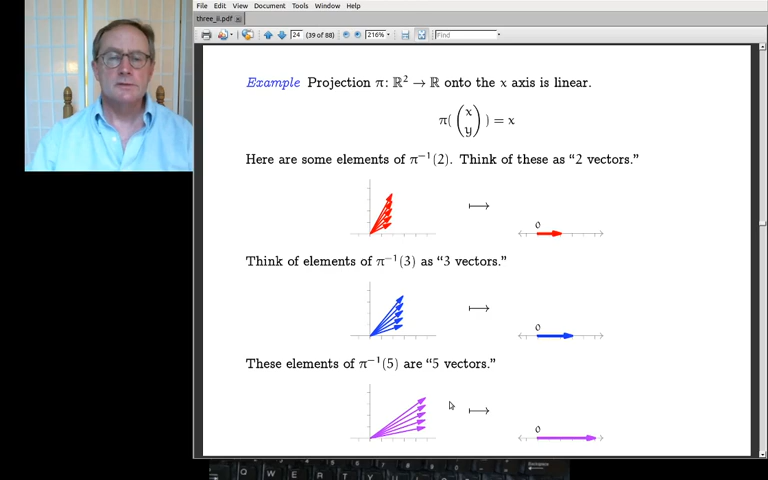 File Edit View Document Tools Window Help
three_ii.pdf
24 (39 of 88) 216% Find
Example Projection π: ℝ² → ℝ onto the x axis is linear.
π( (x y) ) = x
Here are some elements of π⁻¹(2). Think of these as “2 vectors.”
0
Think of elements of π⁻¹(3) as “3 vectors.”
0
These elements of π⁻¹(5) are “5 vectors.”
0
Q W E R T Y